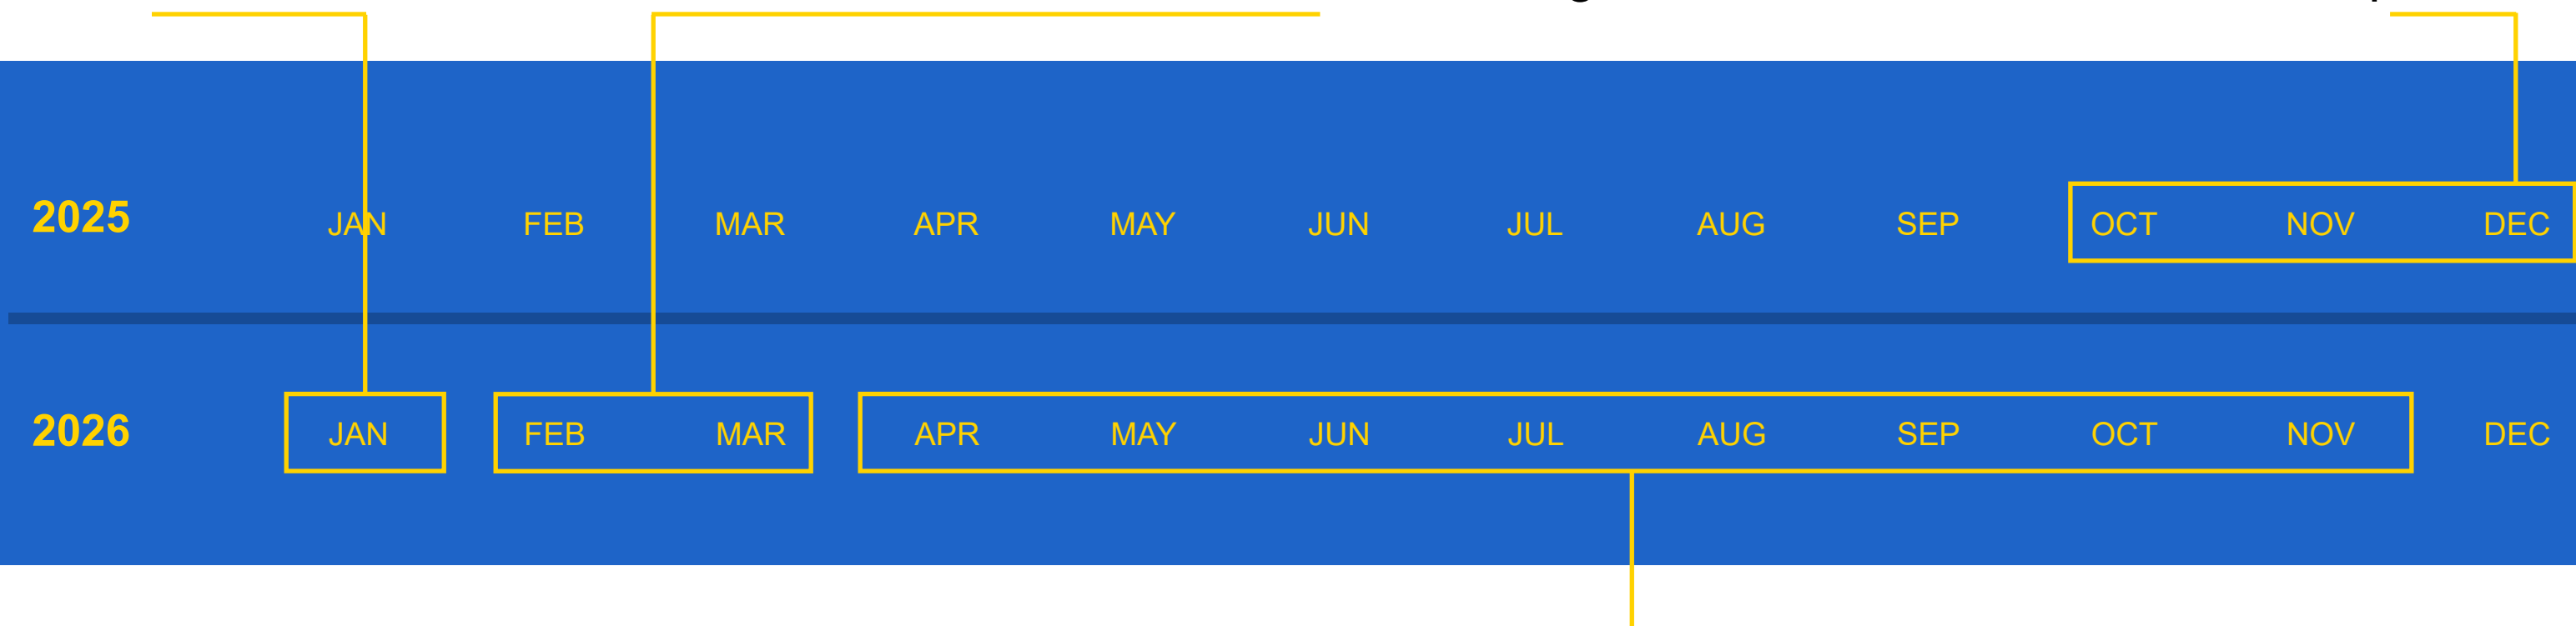 2025 JAN FEB MAR APR MAY JUN JUL AUG SEP OCT NOV DEC
2026 JAN FEB MAR APR MAY JUN JUL AUG SEP OCT NOV DEC